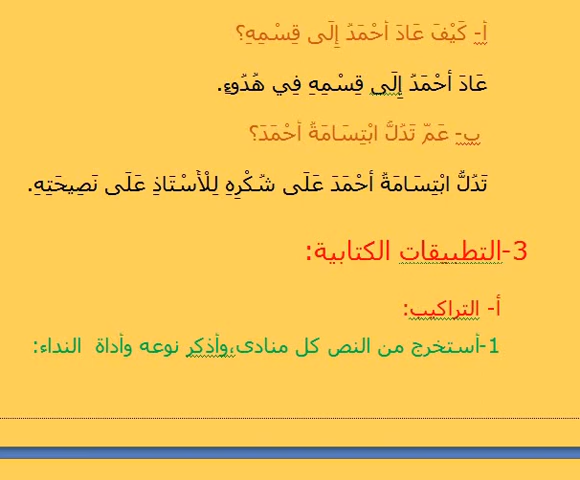 أ- كَيْفَ عَادَ أَحْمَدُ إِلَى قِسْمِهِ؟
عَادَ أَحْمَدُ إِلَى قِسْمِهِ فِي هُدُوءٍ.
ب- عَمَّ تَدُلُّ ابْتِسَامَةُ أَحْمَدَ؟
تَدُلُّ ابْتِسَامَةُ أَحْمَدَ عَلَى شُكْرِهِ لِلْأُسْتَاذِ عَلَى نَصِيحَتِهِ.
3-التطبيقات الكتابية:
أ- التراكيب:
1-أستخرج من النص كل منادى،وأذكر نوعه وأداة النداء: